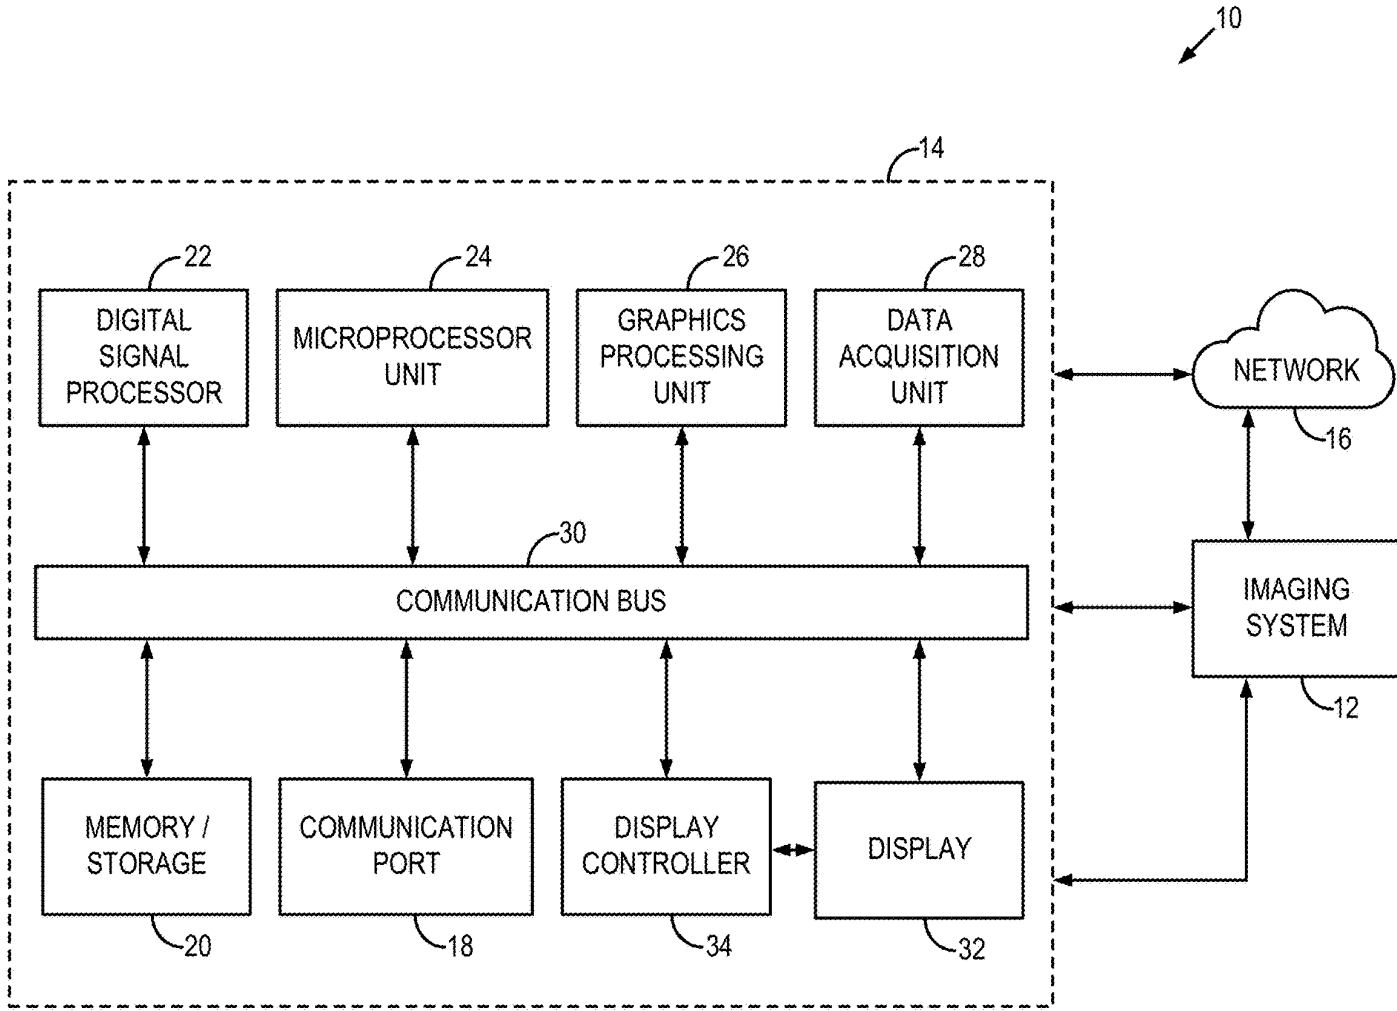 10
14
22
24
26
28
DIGITAL
SIGNAL
PROCESSOR
MICROPROCESSOR
UNIT
GRAPHICS
PROCESSING
UNIT
DATA
ACQUISITION
UNIT
NETWORK
16
30
COMMUNICATION BUS
IMAGING
SYSTEM
12
MEMORY /
STORAGE
COMMUNICATION
PORT
DISPLAY
CONTROLLER
DISPLAY
20
18
34
32